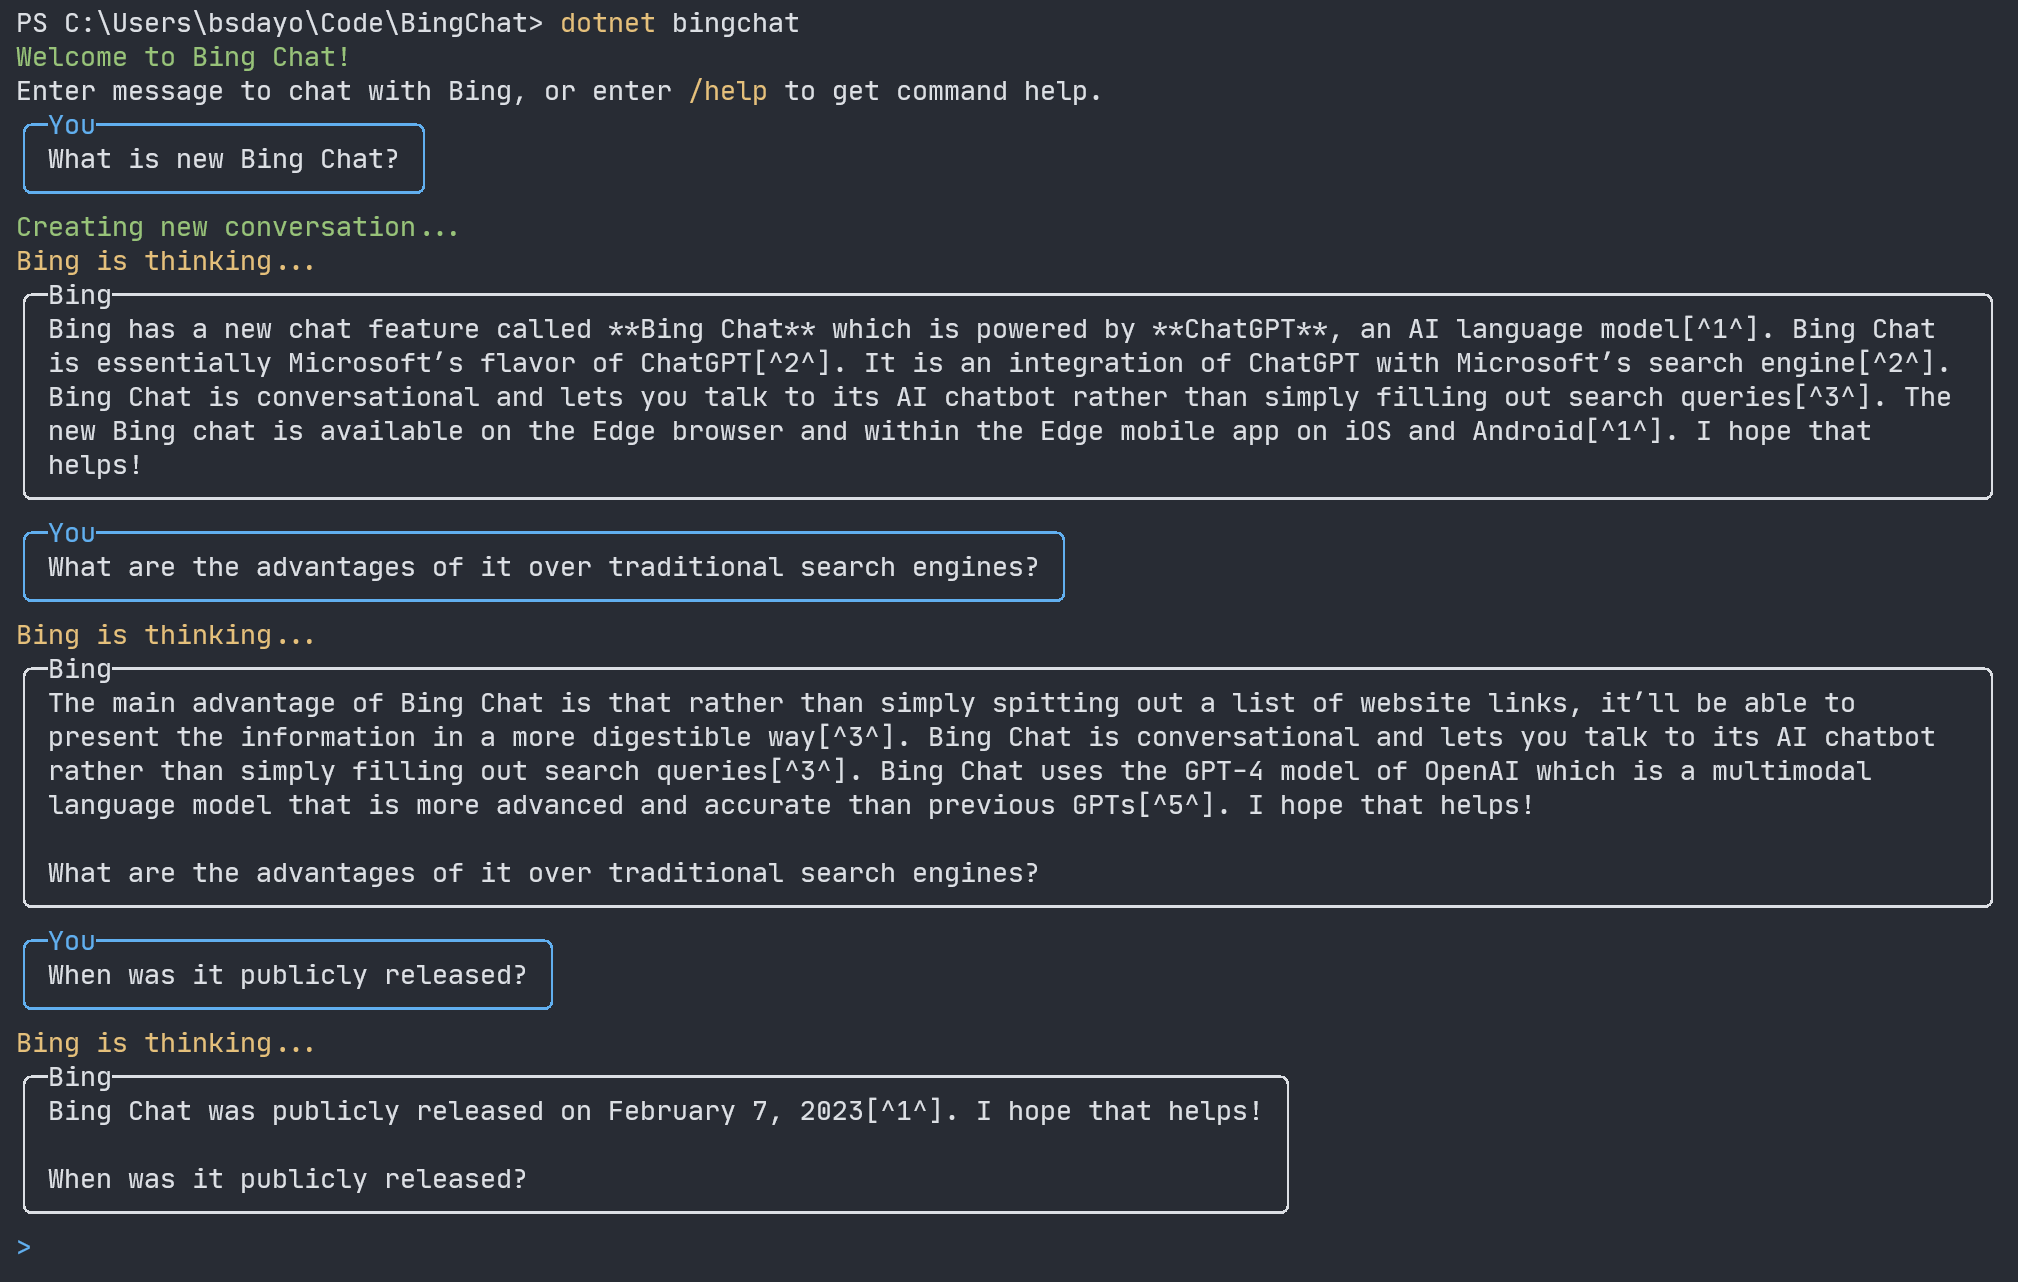 PS C:\Users\bsdayo\Code\BingChat> dotnet bingchat
Welcome to Bing Chat!
Enter message to chat with Bing, or enter /help to get command help.
You
What is new Bing Chat?
Creating new conversation...
Bing is thinking...
Bing
Bing has a new chat feature called **Bing Chat** which is powered by **ChatGPT**, an AI language model[^1^]. Bing Chat
is essentially Microsoft’s flavor of ChatGPT[^2^]. It is an integration of ChatGPT with Microsoft’s search engine[^2^].
Bing Chat is conversational and lets you talk to its AI chatbot rather than simply filling out search queries[^3^]. The
new Bing chat is available on the Edge browser and within the Edge mobile app on iOS and Android[^1^]. I hope that
helps!
You
What are the advantages of it over traditional search engines?
Bing is thinking...
Bing
The main advantage of Bing Chat is that rather than simply spitting out a list of website links, it’ll be able to
present the information in a more digestible way[^3^]. Bing Chat is conversational and lets you talk to its AI chatbot
rather than simply filling out search queries[^3^]. Bing Chat uses the GPT-4 model of OpenAI which is a multimodal
language model that is more advanced and accurate than previous GPTs[^5^]. I hope that helps!
What are the advantages of it over traditional search engines?
You
When was it publicly released?
Bing is thinking...
Bing
Bing Chat was publicly released on February 7, 2023[^1^]. I hope that helps!
When was it publicly released?
>